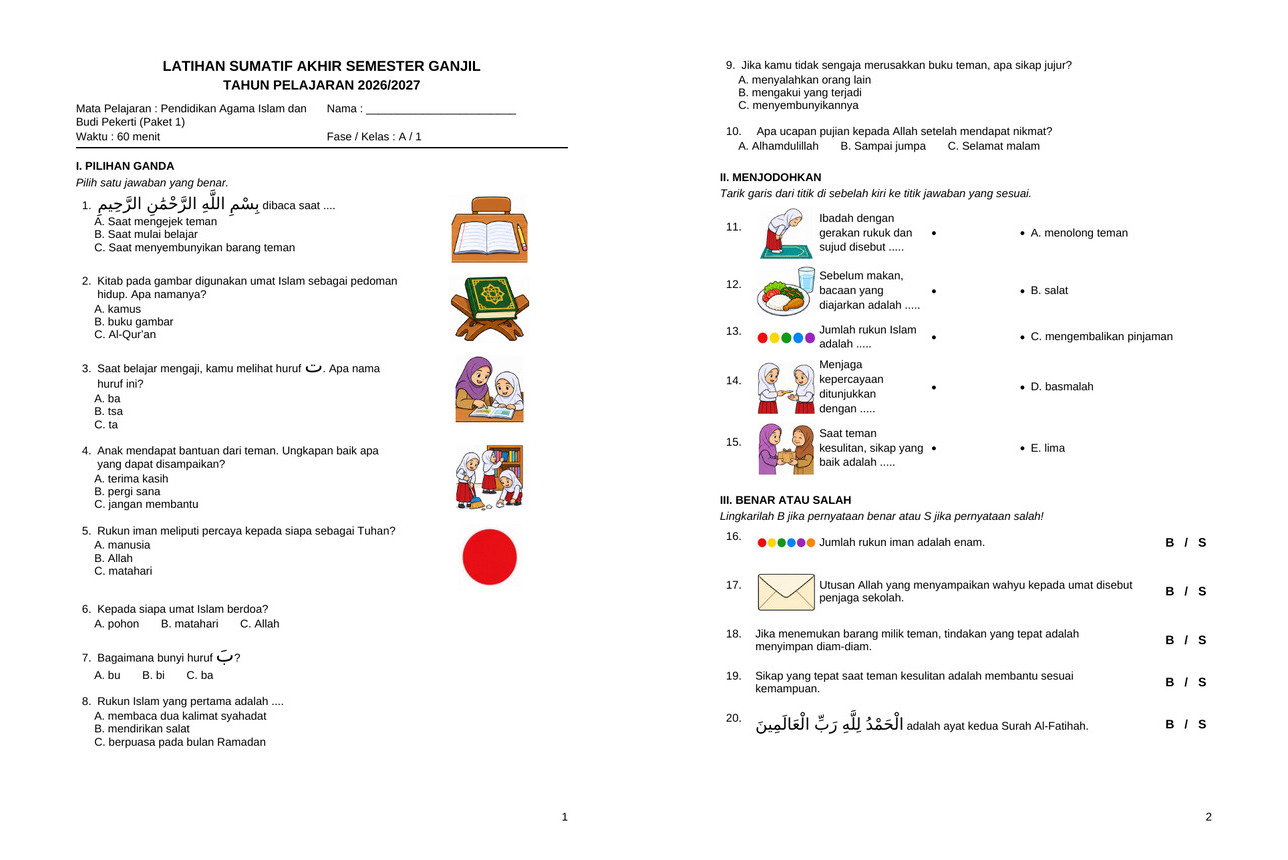 LATIHAN SUMATIF AKHIR SEMESTER GANJIL
TAHUN PELAJARAN 2026/2027
Mata Pelajaran : Pendidikan Agama Islam dan
Budi Pekerti (Paket 1)
Nama : _________________________
Waktu : 60 menit
Fase / Kelas : A / 1
I. PILIHAN GANDA
Pilih satu jawaban yang benar.
1. بِسْمِ اللَّهِ الرَّحْمَٰنِ الرَّحِيمِ dibaca saat ....
A. Saat mengejek teman
B. Saat mulai belajar
C. Saat menyembunyikan barang teman
2. Kitab pada gambar digunakan umat Islam sebagai pedoman
hidup. Apa namanya?
A. kamus
B. buku gambar
C. Al-Qur’an
3. Saat belajar mengaji, kamu melihat huruf ت. Apa nama
huruf ini?
A. ba
B. tsa
C. ta
4. Anak mendapat bantuan dari teman. Ungkapan baik apa
yang dapat disampaikan?
A. terima kasih
B. pergi sana
C. jangan membantu
5. Rukun iman meliputi percaya kepada siapa sebagai Tuhan?
A. manusia
B. Allah
C. matahari
6. Kepada siapa umat Islam berdoa?
A. pohon B. matahari C. Allah
7. Bagaimana bunyi huruf بَ?
A. bu B. bi C. ba
8. Rukun Islam yang pertama adalah ....
A. membaca dua kalimat syahadat
B. mendirikan salat
C. berpuasa pada bulan Ramadan
1
9. Jika kamu tidak sengaja merusakkan buku teman, apa sikap jujur?
A. menyalahkan orang lain
B. mengakui yang terjadi
C. menyembunyikannya
10. Apa ucapan pujian kepada Allah setelah mendapat nikmat?
A. Alhamdulillah B. Sampai jumpa C. Selamat malam
II. MENJODOHKAN
Tarik garis dari titik di sebelah kiri ke titik jawaban yang sesuai.
11. Ibadah dengan
gerakan rukuk dan
sujud disebut .....
• • A. menolong teman
12. Sebelum makan,
bacaan yang
diajarkan adalah .....
• • B. salat
13. Jumlah rukun Islam
adalah .....
• • C. mengembalikan pinjaman
14. Menjaga
kepercayaan
ditunjukkan
dengan .....
• • D. basmalah
15. Saat teman
kesulitan, sikap yang
baik adalah .....
• • E. lima
III. BENAR ATAU SALAH
Lingkarilah B jika pernyataan benar atau S jika pernyataan salah!
16. Jumlah rukun iman adalah enam. B / S
17. Utusan Allah yang menyampaikan wahyu kepada umat disebut
penjaga sekolah. B / S
18. Jika menemukan barang milik teman, tindakan yang tepat adalah
menyimpan diam-diam. B / S
19. Sikap yang tepat saat teman kesulitan adalah membantu sesuai
kemampuan. B / S
20. الْحَمْدُ لِلَّهِ رَبِّ الْعَالَمِينَ adalah ayat kedua Surah Al-Fatihah. B / S
2